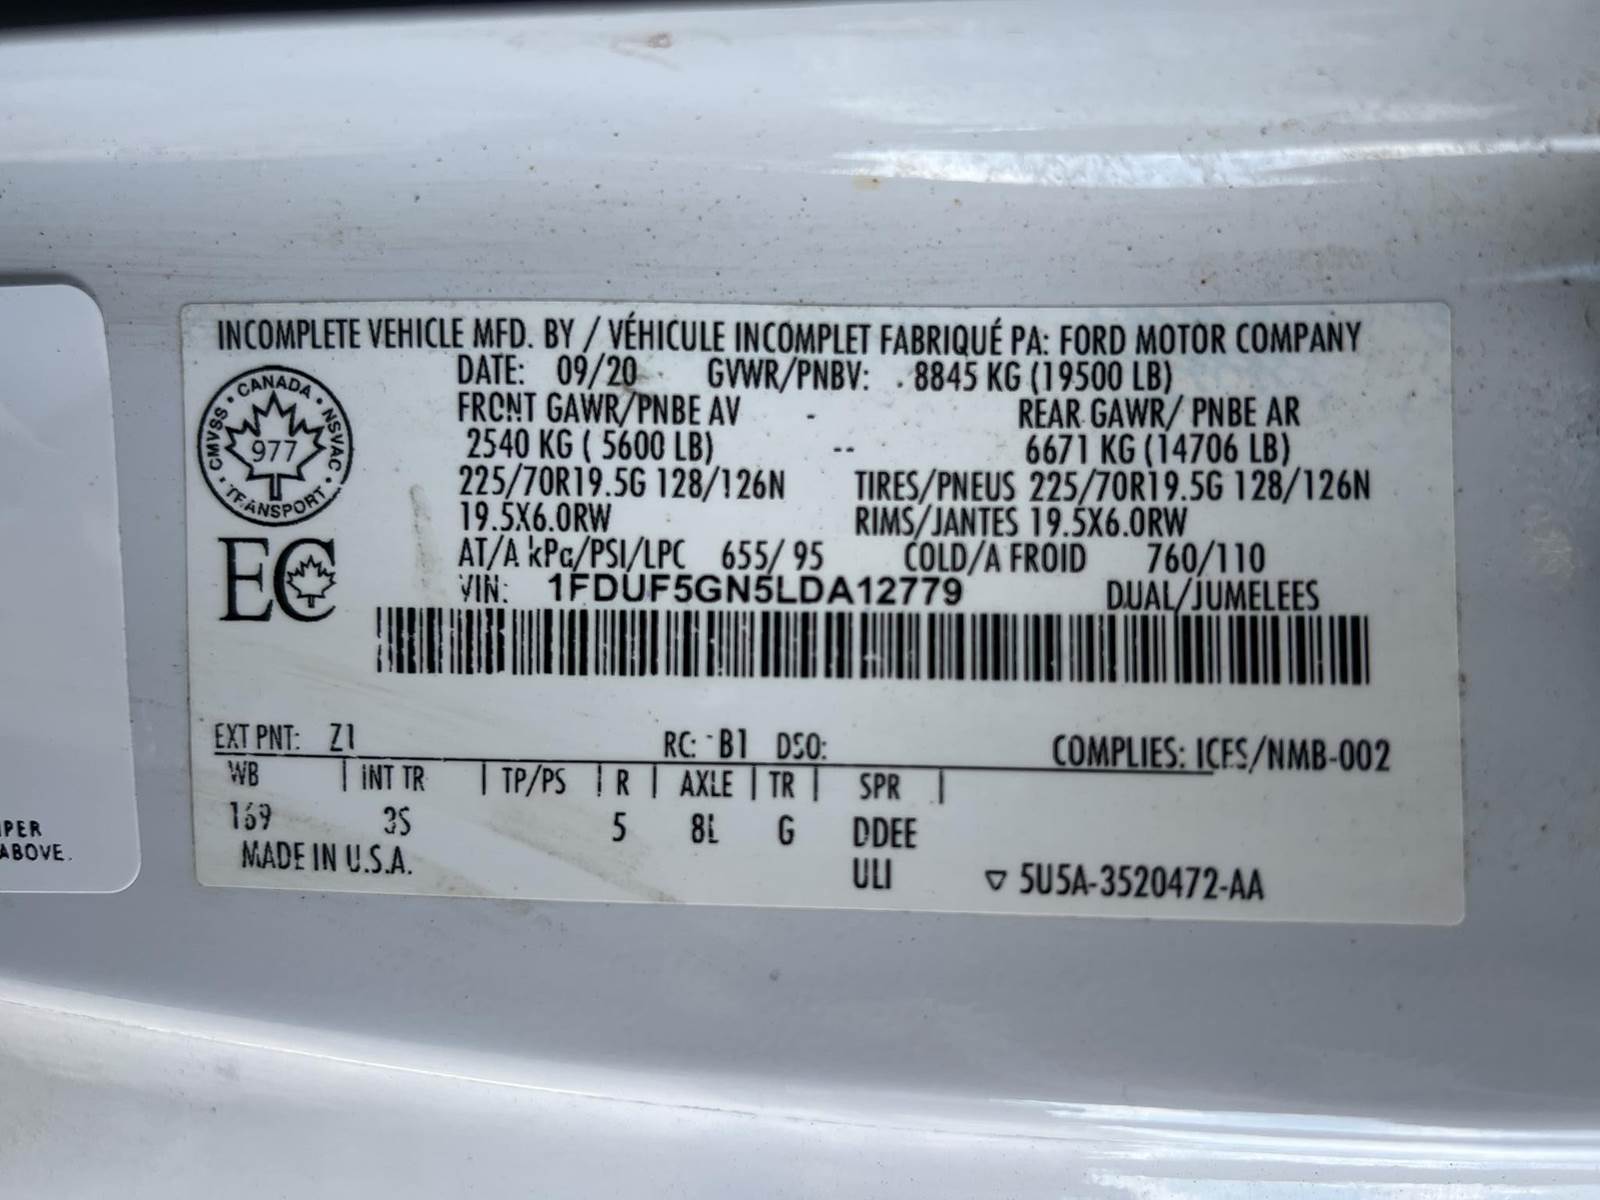 INCOMPLETE VEHICLE MFD. BY / VÉHICULE INCOMPLET FABRIQUÉ PA: FORD MOTOR COMPANY
DATE: 09/20 GVWR/PNBV: 8845 KG (19500 LB)
FRONT GAWR/PNBE AV - REAR GAWR/ PNBE AR
2540 KG ( 5600 LB) -- 6671 KG (14706 LB)
225/70R19.5G 128/126N TIRES/PNEUS 225/70R19.5G 128/126N
19.5X6.0RW RIMS/JANTES 19.5X6.0RW
AT/A kPa/PSI/LPC 655/ 95 COLD/A FROID 760/110
VIN: 1FDUF5GN5LDA12779 DUAL/JUMELEES
CANADA
CMVSS NSVAC
977
TRANSPORT
EC
EXT PNT: Z1 RC: B1 DSO: COMPLIES: ICES/NMB-002
WB | INT TR | TP/PS | R | AXLE | TR | SPR |
169 3S 5 8L G DDEE
MADE IN U.S.A. ULI ▽ 5U5A-3520472-AA
ABOVE.